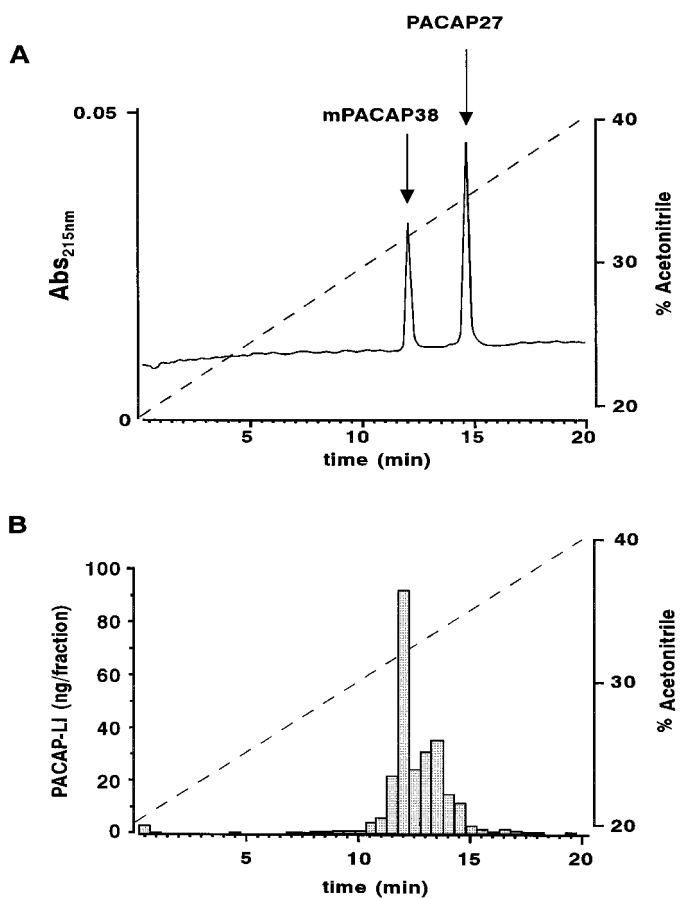 A
PACAP27
mPACAP38
0.05
0
Abs215nm
40
30
20
% Acetonitrile
5 10 15 20
time (min)
B
100
80
60
40
20
0
PACAP-LI (ng/fraction)
40
30
20
% Acetonitrile
5 10 15 20
time (min)